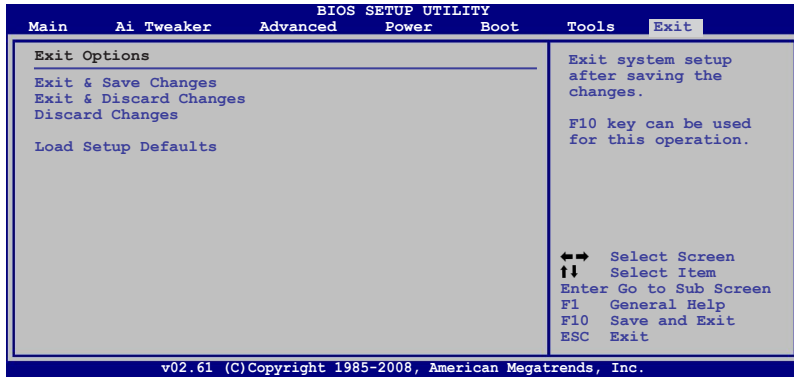 BIOS SETUP UTILITY
Main Ai Tweaker Advanced Power Boot Tools Exit
Exit Options
Exit & Save Changes
Exit & Discard Changes
Discard Changes
Load Setup Defaults
Exit system setup
after saving the
changes.
F10 key can be used
for this operation.
←→ Select Screen
↑↓ Select Item
Enter Go to Sub Screen
F1 General Help
F10 Save and Exit
ESC Exit
v02.61 (C)Copyright 1985-2008, American Megatrends, Inc.